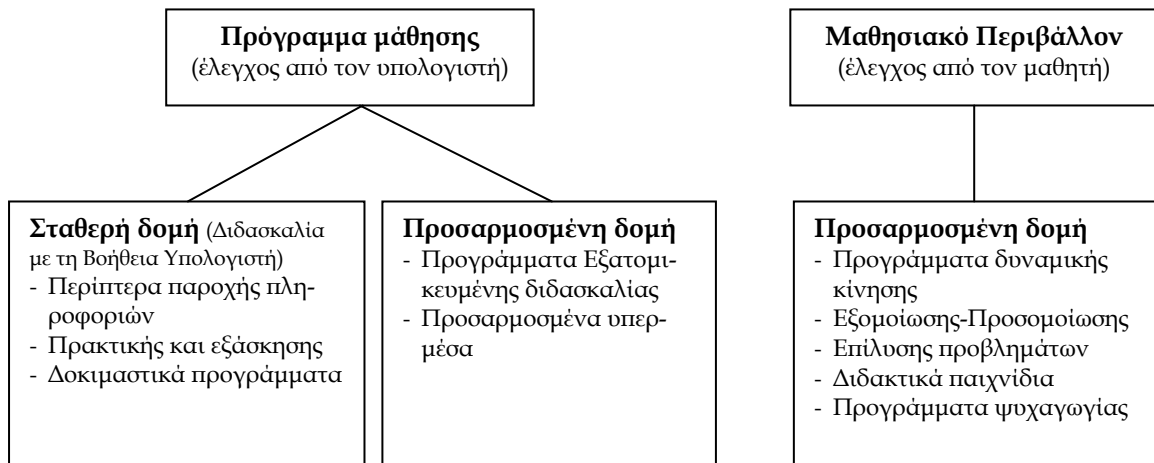 Πρόγραμμα μάθησης
(έλεγχος από τον υπολογιστή)
Μαθησιακό Περιβάλλον
(έλεγχος από τον μαθητή)
Σταθερή δομή (Διδασκαλία
με τη Βοήθεια Υπολογιστή)
- Περίπτερα παροχής πλη-
ροφοριών
- Πρακτικής και εξάσκησης
- Δοκιμαστικά προγράμματα
Προσαρμοσμένη δομή
- Προγράμματα Εξατομι-
κευμένης διδασκαλίας
- Προσαρμοσμένα υπερ-
μέσα
Προσαρμοσμένη δομή
- Προγράμματα δυναμικής
κίνησης
- Εξομοίωσης-Προσομοίωσης
- Επίλυσης προβλημάτων
- Διδακτικά παιχνίδια
- Προγράμματα ψυχαγωγίας